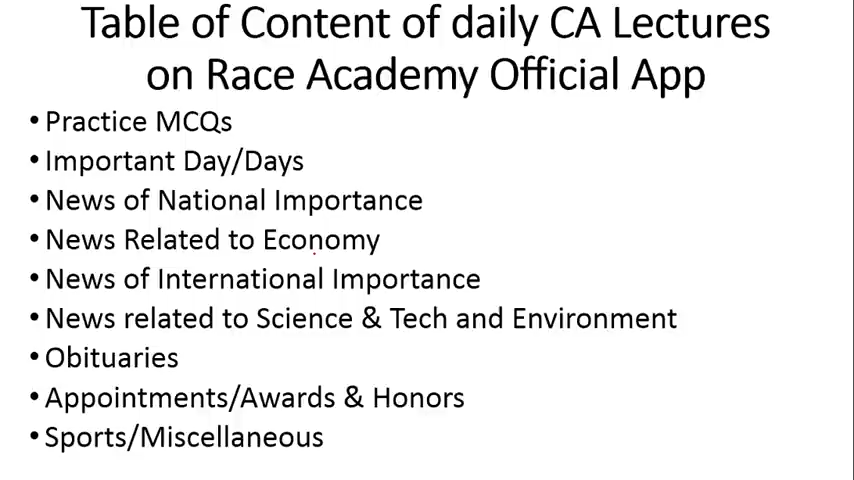 Table of Content of daily CA Lectures
on Race Academy Official App
• Practice MCQs
• Important Day/Days
• News of National Importance
• News Related to Economy
• News of International Importance
• News related to Science & Tech and Environment
• Obituaries
• Appointments/Awards & Honors
• Sports/Miscellaneous